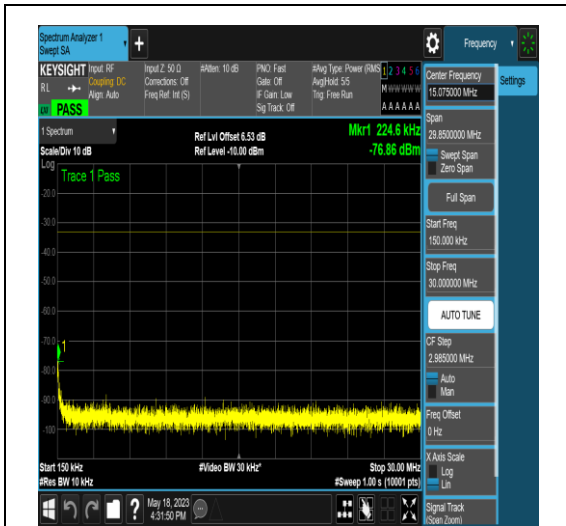 Spectrum Analyzer 1
Swept SA
Frequency
KEYSIGHT
RL
PASS
Input: RF
Coupling: DC
Align: Auto
Input Z: 50 Ω
Corrections: Off
Freq Ref: Int (S)
#Atten: 10 dB
PNO: Fast
Gate: Off
IF Gain: Low
Sig Track: Off
#Avg Type: Power (RMS
Avg|Hold: 5/5
Trig: Free Run
1 2 3 4 5 6
M W W W W W
A A A A A A
1 Spectrum
Scale/Div 10 dB
Ref Lvl Offset 6.53 dB
Ref Level -10.00 dBm
Mkr1 224.6 kHz
-76.86 dBm
Log
Trace 1 Pass
-20.0
-30.0
-40.0
-50.0
-60.0
-70.0
-80.0
-90.0
-100
1
Start 150 kHz
#Res BW 10 kHz
#Video BW 30 kHz*
Stop 30.00 MHz
#Sweep 1.00 s (10001 pts)
May 18, 2023
4:31:50 PM
Center Frequency
15.075000 MHz
Settings
Span
29.8500000 MHz
Swept Span
Zero Span
Full Span
Start Freq
150.000 kHz
Stop Freq
30.000000 MHz
AUTO TUNE
CF Step
2.985000 MHz
Auto
Man
Freq Offset
0 Hz
X Axis Scale
Log
Lin
Signal Track
(Span Zoom)